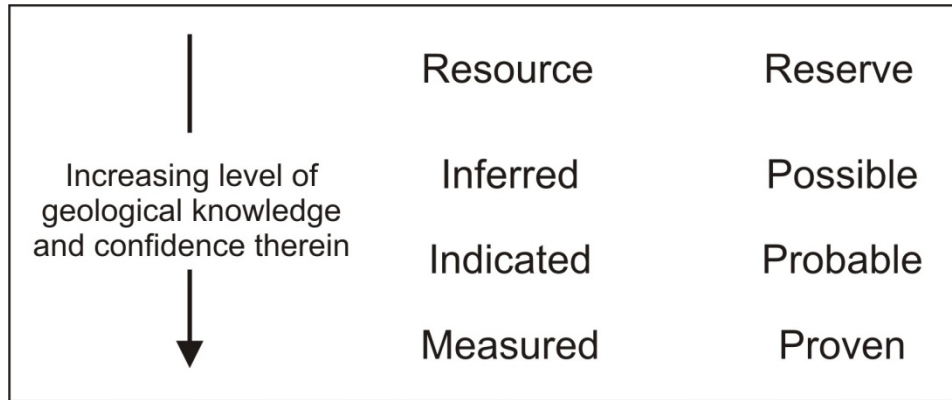 Resource Reserve
Increasing level of
geological knowledge
and confidence therein
Inferred Possible
Indicated Probable
Measured Proven